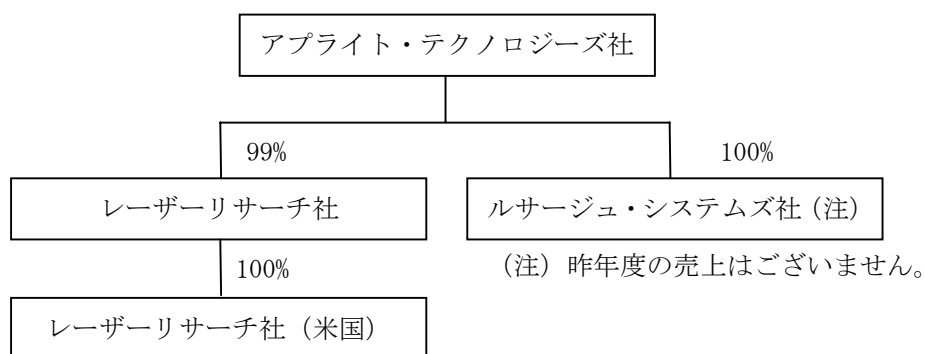 アプライト・テクノロジーズ社
99%
100%
レーザーリサーチ社
ルサージュ・システムズ社（注）
100%
（注）昨年度の売上はございません。
レーザーリサーチ社（米国）